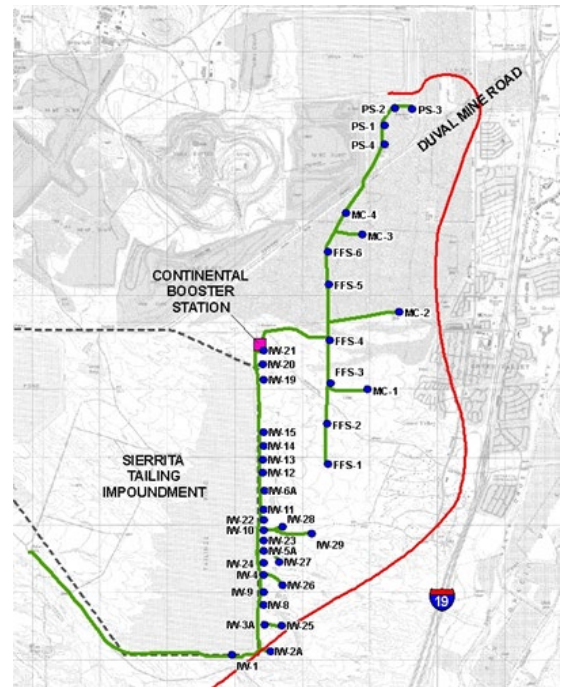 PS-2
PS-3
PS-1
DUVAL MINE ROAD
PS-4
MC-4
MC-3
FFS-6
CONTINENTAL
BOOSTER
STATION
FFS-5
MC-2
FFS-4
IW-21
IW-20
IW-19
FFS-3
MC-1
FFS-2
IW-15
IW-14
IW-13
IW-12
FFS-1
SIERRITA
TAILING
IMPOUNDMENT
IW-6A
IW-11
IW-22
IW-28
IW-10
IW-29
IW-23
IW-5A
IW-24
IW-27
IW-4
IW-26
IW-9
IW-8
IW-3A
IW-25
IW-2A
IW-1
19